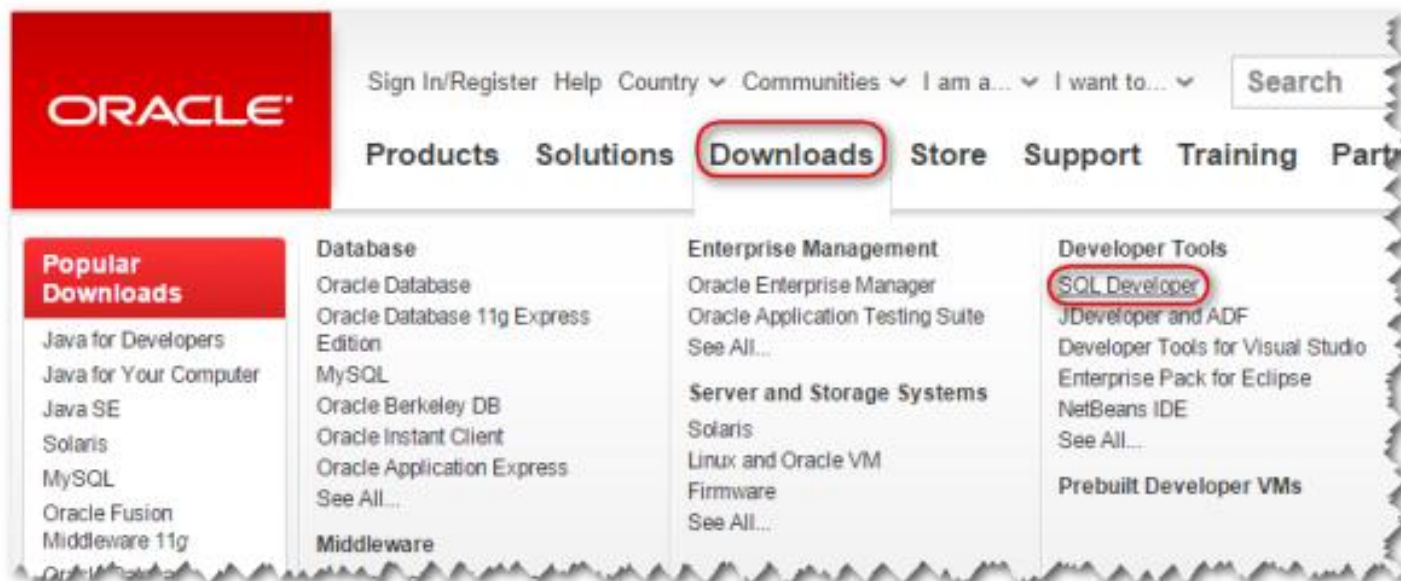 ORACLE
Sign In/Register Help Country Communities I am a... I want to... Search
Products Solutions Downloads Store Support Training
Popular
Downloads
Java for Developers
Java for Your Computer
Java SE
Solaris
MySQL
Oracle Fusion
Middleware 11g
Database
Oracle Database
Oracle Database 11g Express
Edition
MySQL
Oracle Berkeley DB
Oracle Instant Client
Oracle Application Express
See All...
Middleware
Enterprise Management
Oracle Enterprise Manager
Oracle Application Testing Suite
See All...
Server and Storage Systems
Solaris
Linux and Oracle VM
Firmware
See All...
Developer Tools
SQL Developer
JDeveloper and ADF
Developer Tools for Visual Studio
Enterprise Pack for Eclipse
NetBeans IDE
See All...
Prebuilt Developer VMs